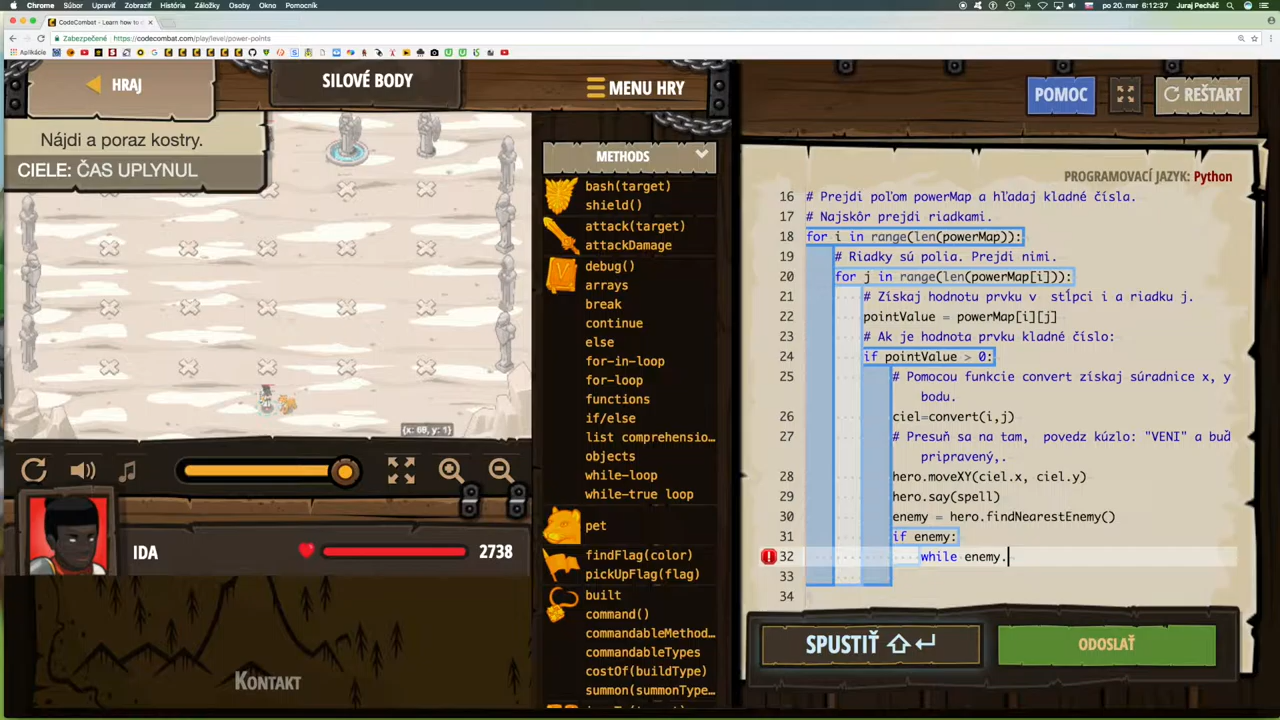 Chrome Súbor Upraviť Zobraziť História Záložky Osoby Okno Pomocník
po 20. mar 6:12:37 Juraj Pecháč
CodeCombat - Learn how to c
Zabezpečené https://codecombat.com/play/level/power-points
Aplikácie
HRAJ
SILOVÉ BODY
MENU HRY
POMOC
REŠTART
Nájdi a poraz kostry.
CIELE: ČAS UPLYNUL
{x: 69, y: 1}
IDA
2738
KONTAKT
METHODS
bash(target)
shield()
attack(target)
attackDamage
debug()
arrays
break
continue
else
for-in-loop
for-loop
functions
if/else
list comprehensio...
objects
while-loop
while-true loop
pet
findFlag(color)
pickUpFlag(flag)
built
command()
commandableMethod...
commandableTypes
costOf(buildType)
summon(summonType...
PROGRAMOVACÍ JAZYK: Python
16 # Prejdi poľom powerMap a hľadaj kladné čísla.
17 # Najskôr prejdi riadkami.
18 for i in range(len(powerMap)):
19 # Riadky sú polia. Prejdi nimi.
20 for j in range(len(powerMap[i])):
21 # Získaj hodnotu prvku v stĺpci i a riadku j.
22 pointValue = powerMap[i][j]
23 # Ak je hodnota prvku kladné číslo:
24 if pointValue > 0:
25 # Pomocou funkcie convert získaj súradnice x, y
bodu.
26 ciel=convert(i,j)
27 # Presuň sa na tam, povedz kúzlo: "VENI" a buď
pripravený,.
28 hero.moveXY(ciel.x, ciel.y)
29 hero.say(spell)
30 enemy = hero.findNearestEnemy()
31 if enemy:
32 while enemy.
33
34
SPUSTIŤ
ODOSLAŤ